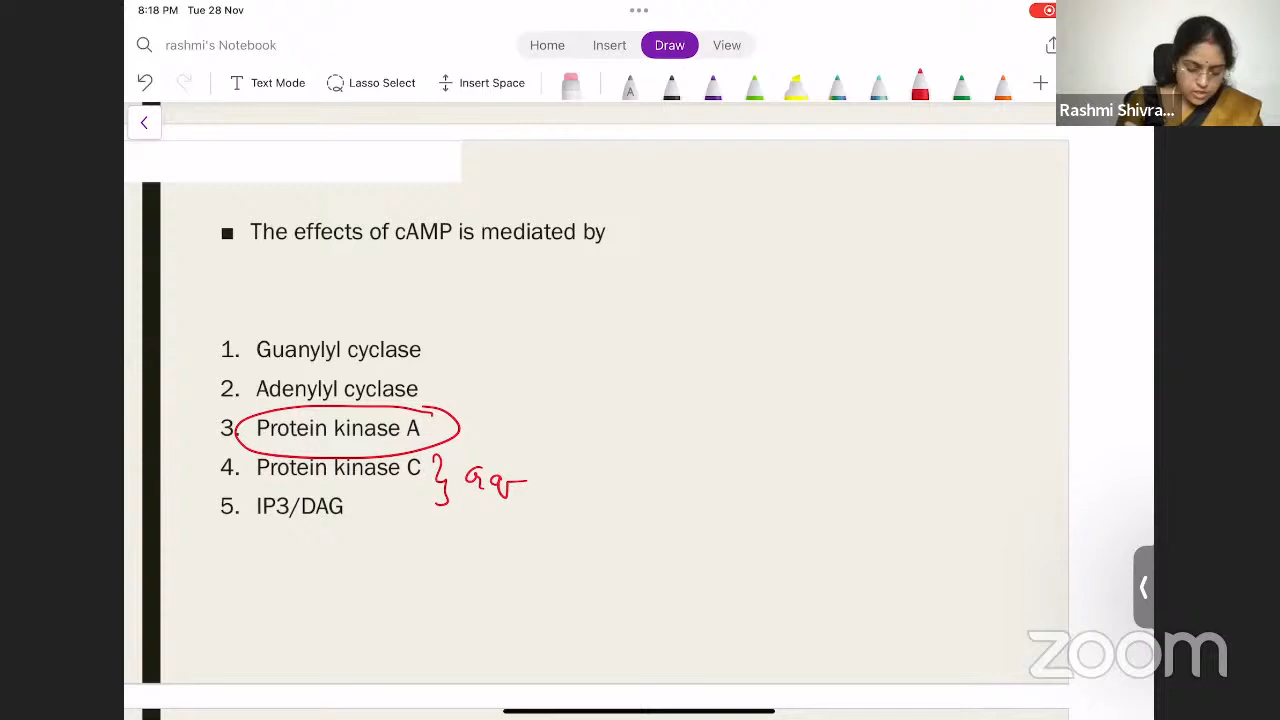 8:18 PM Tue 28 Nov
rashmi's Notebook
Home Insert Draw View
Text Mode Lasso Select Insert Space
A
Rashmi Shivra...
■ The effects of cAMP is mediated by
1. Guanylyl cyclase
2. Adenylyl cyclase
3. Protein kinase A
4. Protein kinase C
5. IP3/DAG
zoom